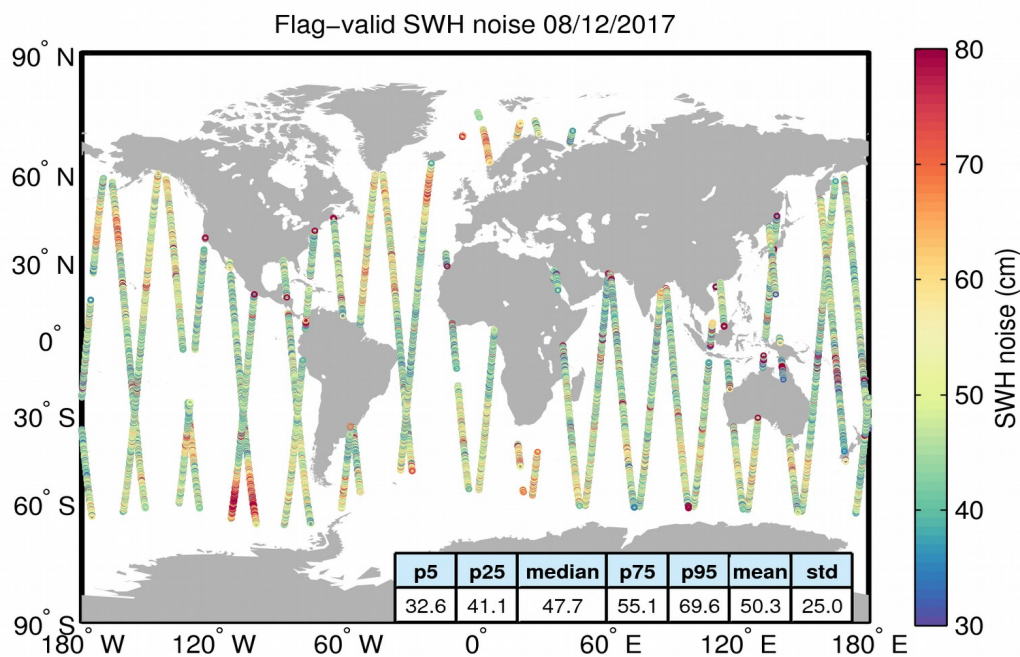 Flag−valid SWH noise 08/12/2017
90° N
60° N
30° N
0°
30° S
60° S
90° S
180° W
120° W
60° W
0°
60° E
120° E
180° E
80
70
60
50
40
30
SWH noise (cm)
p5 p25 median p75 p95 mean std
32.6 41.1 47.7 55.1 69.6 50.3 25.0